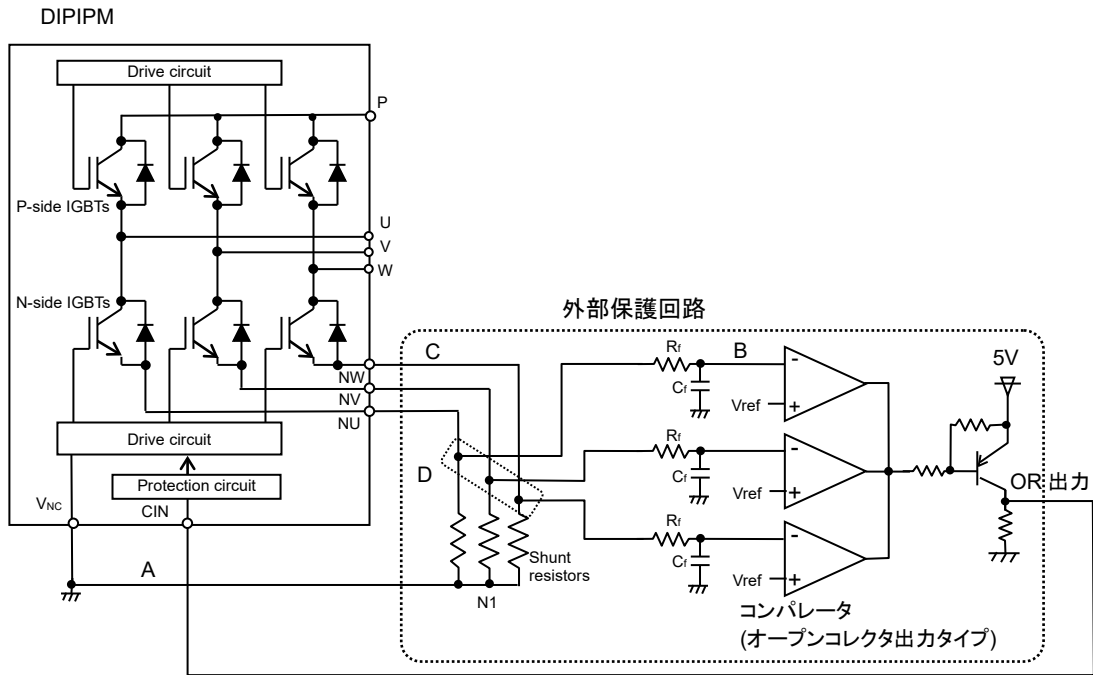 DIPIPM
Drive circuit
P
P-side IGBTs
U
V
W
N-side IGBTs
外部保護回路
C
Rf
B
Cf
Vref
-
+
5V
NW
NV
NU
Drive circuit
Rf
Cf
Vref
-
+
OR 出力
D
Protection circuit
VNC
CIN
Rf
Cf
Vref
-
+
Shunt
resistors
A
N1
コンパレータ
(オープンコレクタ出力タイプ)